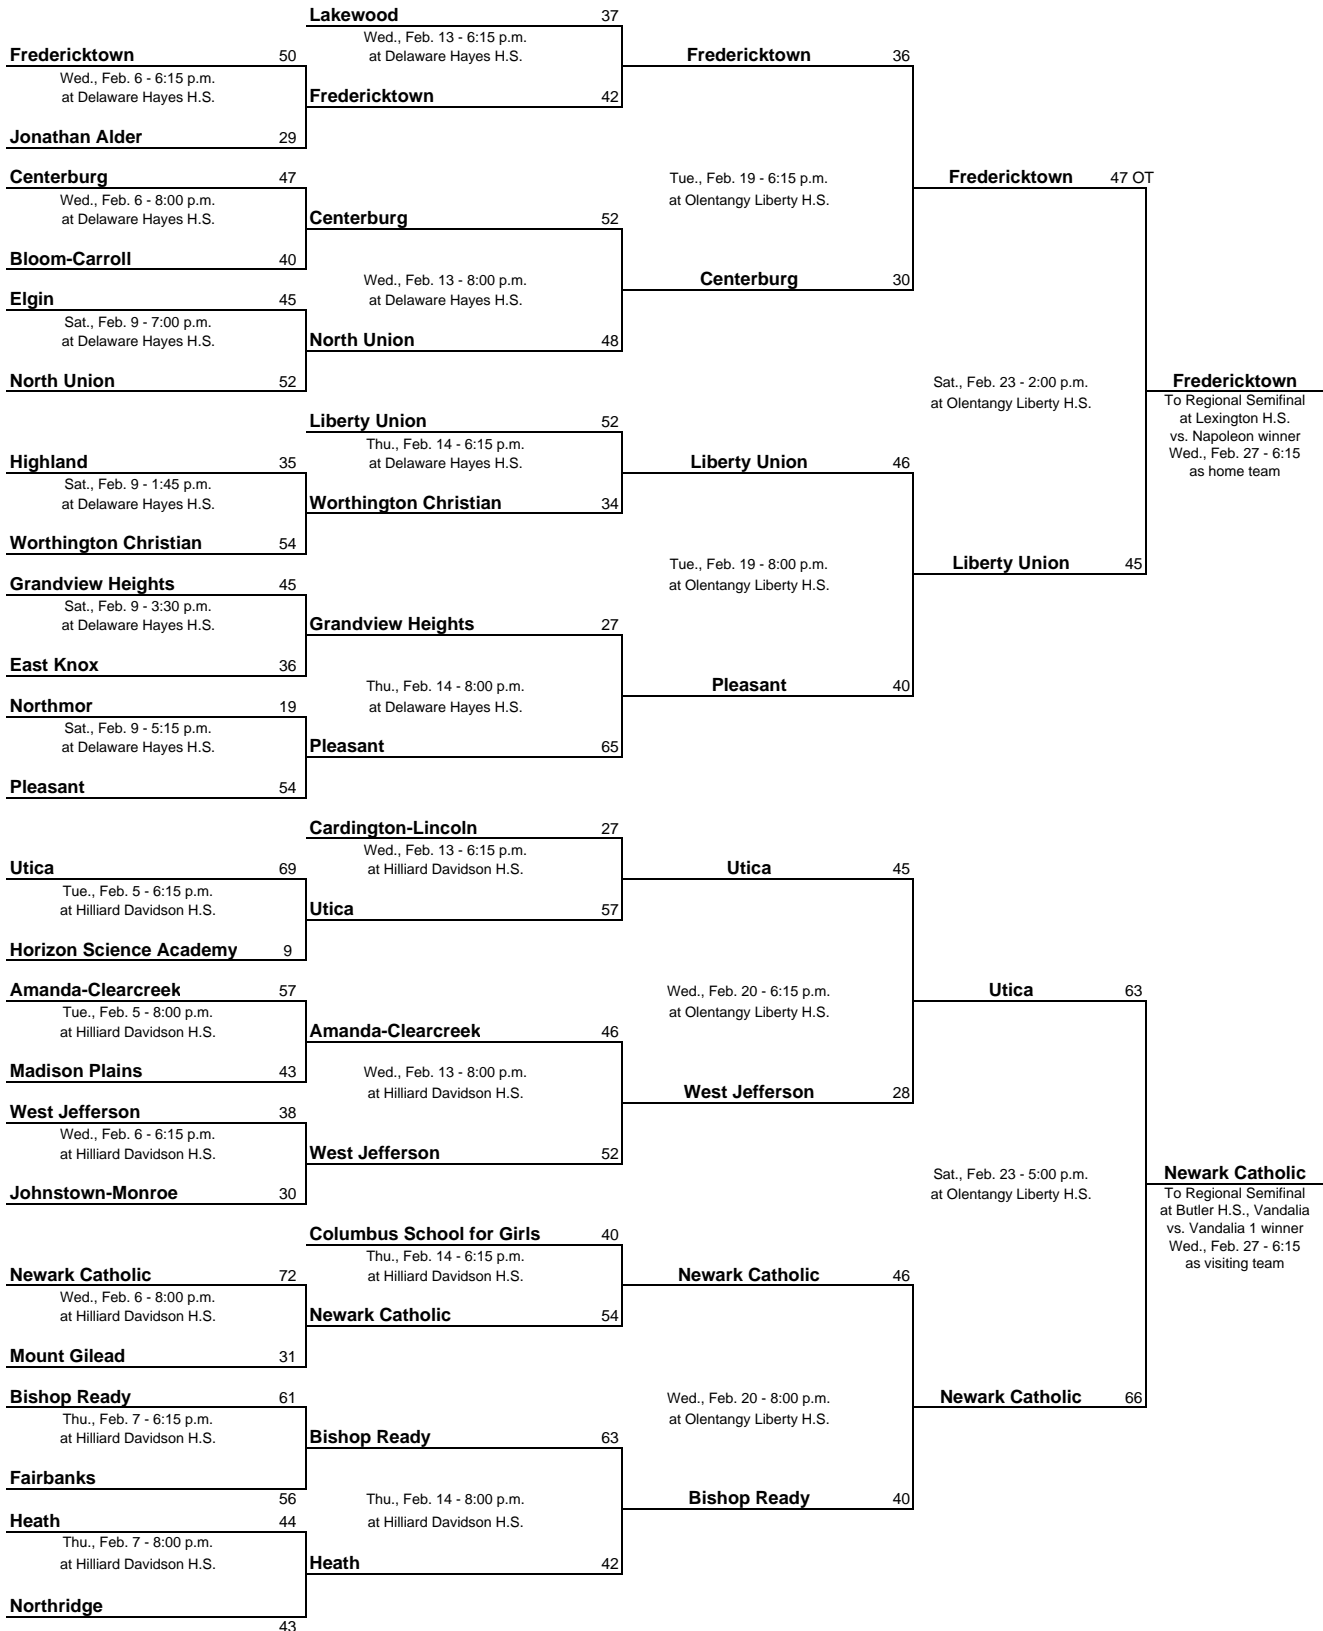 Lakewood 37
Wed., Feb. 13 - 6:15 p.m.
at Delaware Hayes H.S.
Fredericktown 50
Wed., Feb. 6 - 6:15 p.m.
at Delaware Hayes H.S.
Fredericktown 42
Jonathan Alder 29
Fredericktown 36
Centerburg 47
Wed., Feb. 6 - 8:00 p.m.
at Delaware Hayes H.S.
Centerburg 52
Bloom-Carroll 40
Wed., Feb. 13 - 8:00 p.m.
at Delaware Hayes H.S.
Elgin 45
Sat., Feb. 9 - 7:00 p.m.
at Delaware Hayes H.S.
North Union 48
North Union 52
Tue., Feb. 19 - 6:15 p.m.
at Olentangy Liberty H.S.
Centerburg 30
Fredericktown 47 OT
Liberty Union 52
Thu., Feb. 14 - 6:15 p.m.
at Delaware Hayes H.S.
Highland 35
Sat., Feb. 9 - 1:45 p.m.
at Delaware Hayes H.S.
Worthington Christian 34
Worthington Christian 54
Liberty Union 46
Grandview Heights 45
Sat., Feb. 9 - 3:30 p.m.
at Delaware Hayes H.S.
Grandview Heights 27
East Knox 36
Thu., Feb. 14 - 8:00 p.m.
at Delaware Hayes H.S.
Northmor 19
Sat., Feb. 9 - 5:15 p.m.
at Delaware Hayes H.S.
Pleasant 65
Pleasant 54
Tue., Feb. 19 - 8:00 p.m.
at Olentangy Liberty H.S.
Pleasant 40
Sat., Feb. 23 - 2:00 p.m.
at Olentangy Liberty H.S.
Liberty Union 45
Fredericktown
To Regional Semifinal
at Lexington H.S.
vs. Napoleon winner
Wed., Feb. 27 - 6:15
as home team
Cardington-Lincoln 27
Wed., Feb. 13 - 6:15 p.m.
at Hilliard Davidson H.S.
Utica 69
Tue., Feb. 5 - 6:15 p.m.
at Hilliard Davidson H.S.
Utica 57
Horizon Science Academy 9
Utica 45
Amanda-Clearcreek 57
Tue., Feb. 5 - 8:00 p.m.
at Hilliard Davidson H.S.
Amanda-Clearcreek 46
Madison Plains 43
Wed., Feb. 13 - 8:00 p.m.
at Hilliard Davidson H.S.
West Jefferson 38
Wed., Feb. 6 - 6:15 p.m.
at Hilliard Davidson H.S.
West Jefferson 52
Johnstown-Monroe 30
Wed., Feb. 20 - 6:15 p.m.
at Olentangy Liberty H.S.
West Jefferson 28
Utica 63
Columbus School for Girls 40
Thu., Feb. 14 - 6:15 p.m.
at Hilliard Davidson H.S.
Newark Catholic 72
Wed., Feb. 6 - 8:00 p.m.
at Hilliard Davidson H.S.
Newark Catholic 54
Mount Gilead 31
Newark Catholic 46
Bishop Ready 61
Thu., Feb. 7 - 6:15 p.m.
at Hilliard Davidson H.S.
Bishop Ready 63
Fairbanks
56
Thu., Feb. 14 - 8:00 p.m.
at Hilliard Davidson H.S.
Heath 44
Thu., Feb. 7 - 8:00 p.m.
at Hilliard Davidson H.S.
Heath 42
Northridge
43
Wed., Feb. 20 - 8:00 p.m.
at Olentangy Liberty H.S.
Bishop Ready 40
Sat., Feb. 23 - 5:00 p.m.
at Olentangy Liberty H.S.
Newark Catholic 66
Newark Catholic
To Regional Semifinal
at Butler H.S., Vandalia
vs. Vandalia 1 winner
Wed., Feb. 27 - 6:15
as visiting team